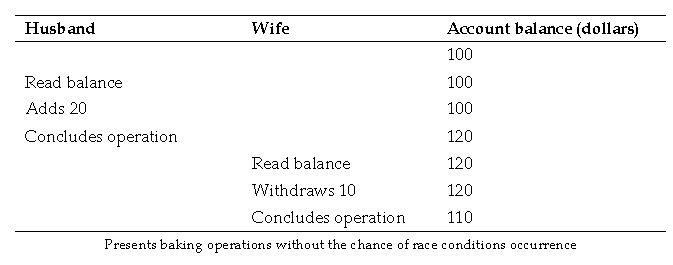 Husband Wife Account balance (dollars)
100
Read balance 100
Adds 20 100
Concludes operation 120
Read balance 120
Withdraws 10 120
Concludes operation 110
Presents baking operations without the chance of race conditions occurrence